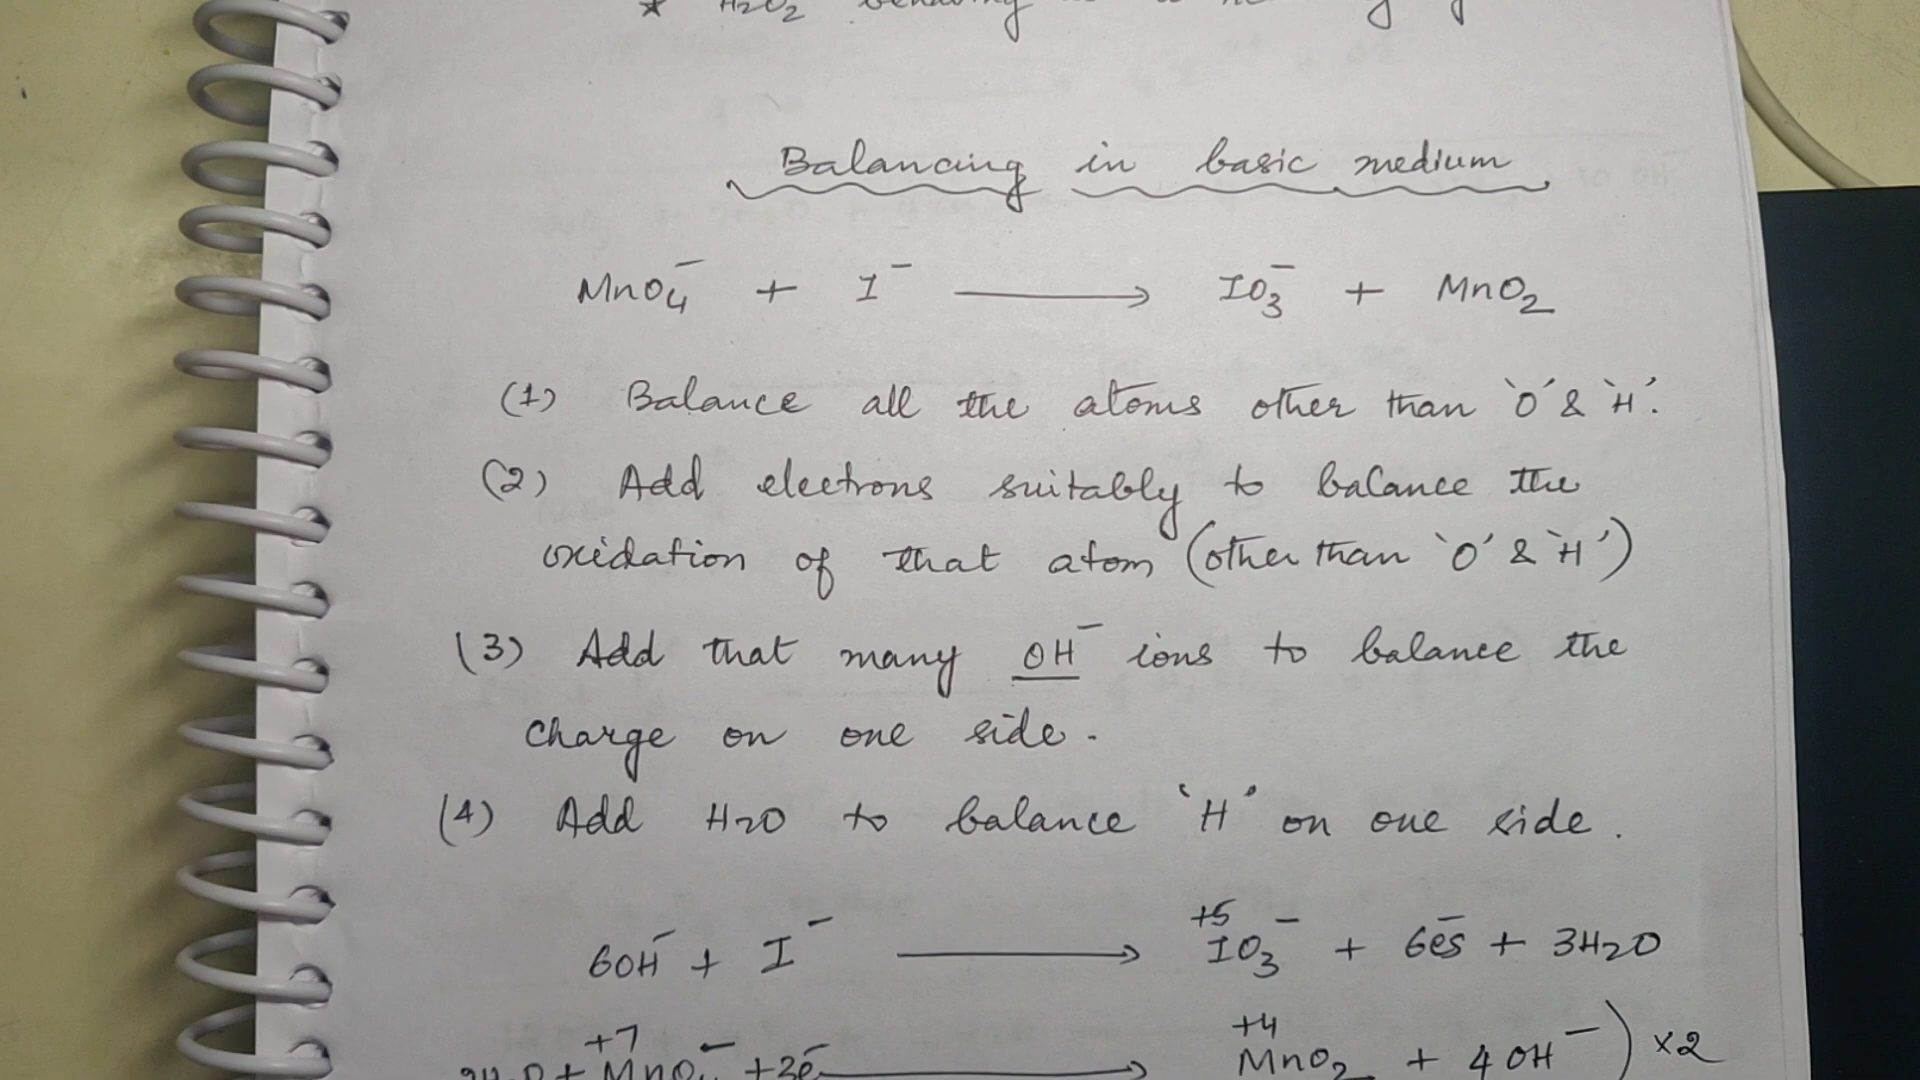 * H2O2
Balancing in basic medium
MnO₄⁻ + I⁻ ⟶ IO₃⁻ + MnO₂
(1) Balance all the atoms other than 'O' & 'H'.
(2) Add electrons suitably to balance the
oxidation of that atom (other than 'O' & 'H')
(3) Add that many OH⁻ ions to balance the
charge on one side.
(4) Add H2O to balance 'H' on one side.
+5
6OH⁻ + I⁻ ⟶ IO₃⁻ + 6e⁻s + 3H2O
+7 +4
+ MnO₄⁻ + 3e⁻ ⟶ MnO₂ + 4OH⁻) ×2